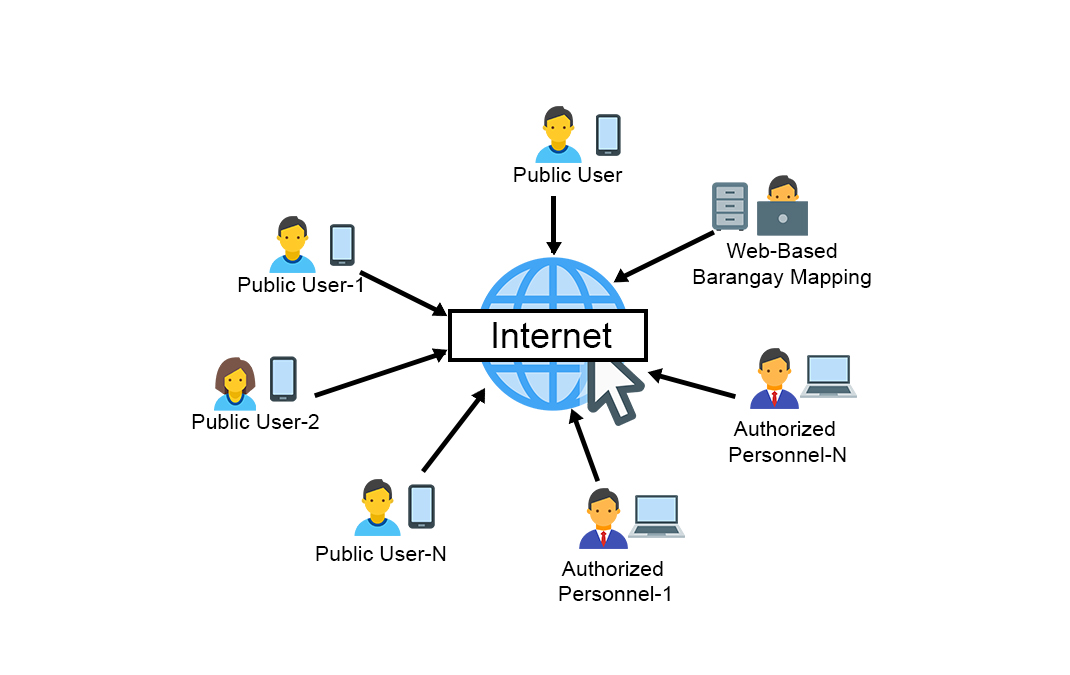 Public User
Web-Based
Barangay Mapping
Public User-1
Internet
Public User-2
Authorized
Personnel-N
Public User-N
Authorized
Personnel-1